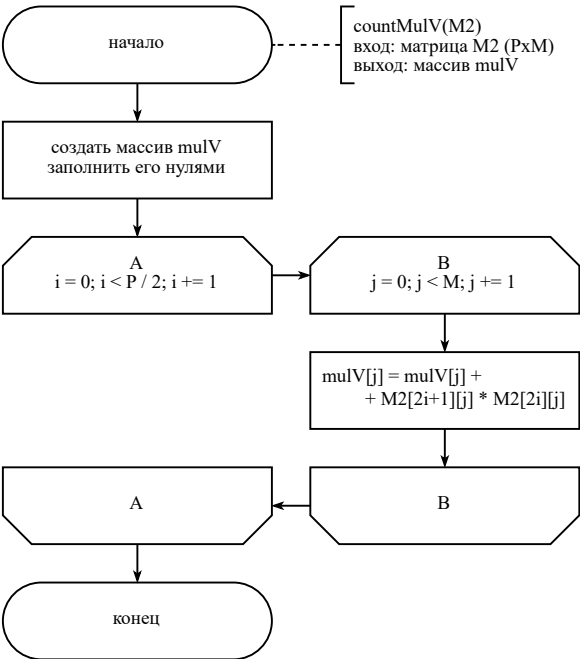 начало
countMulV(M2)
вход: матрица M2 (PxM)
выход: массив mulV
создать массив mulV
заполнить его нулями
A
i = 0; i < P / 2; i += 1
B
j = 0; j < M; j += 1
mulV[j] = mulV[j] +
+ M2[2i+1][j] * M2[2i][j]
A
B
конец